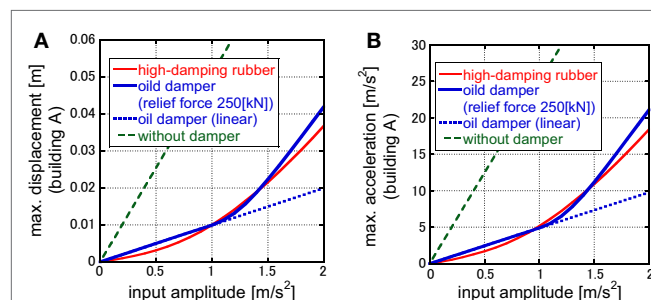 A
max. displacement [m]
(building A)
0.06
0.05
0.04
0.03
0.02
0.01
0
high-damping rubber
oild damper
(relief force 250[kN])
oil damper (linear)
without damper
0
0.5
1
1.5
2
input amplitude [m/s²]
B
max. acceleration [m/s²]
(building A)
30
25
20
15
10
5
0
high-damping rubber
oild damper
(relief force 250[kN])
oil damper (linear)
without damper
0
0.5
1
1.5
2
input amplitude [m/s²]